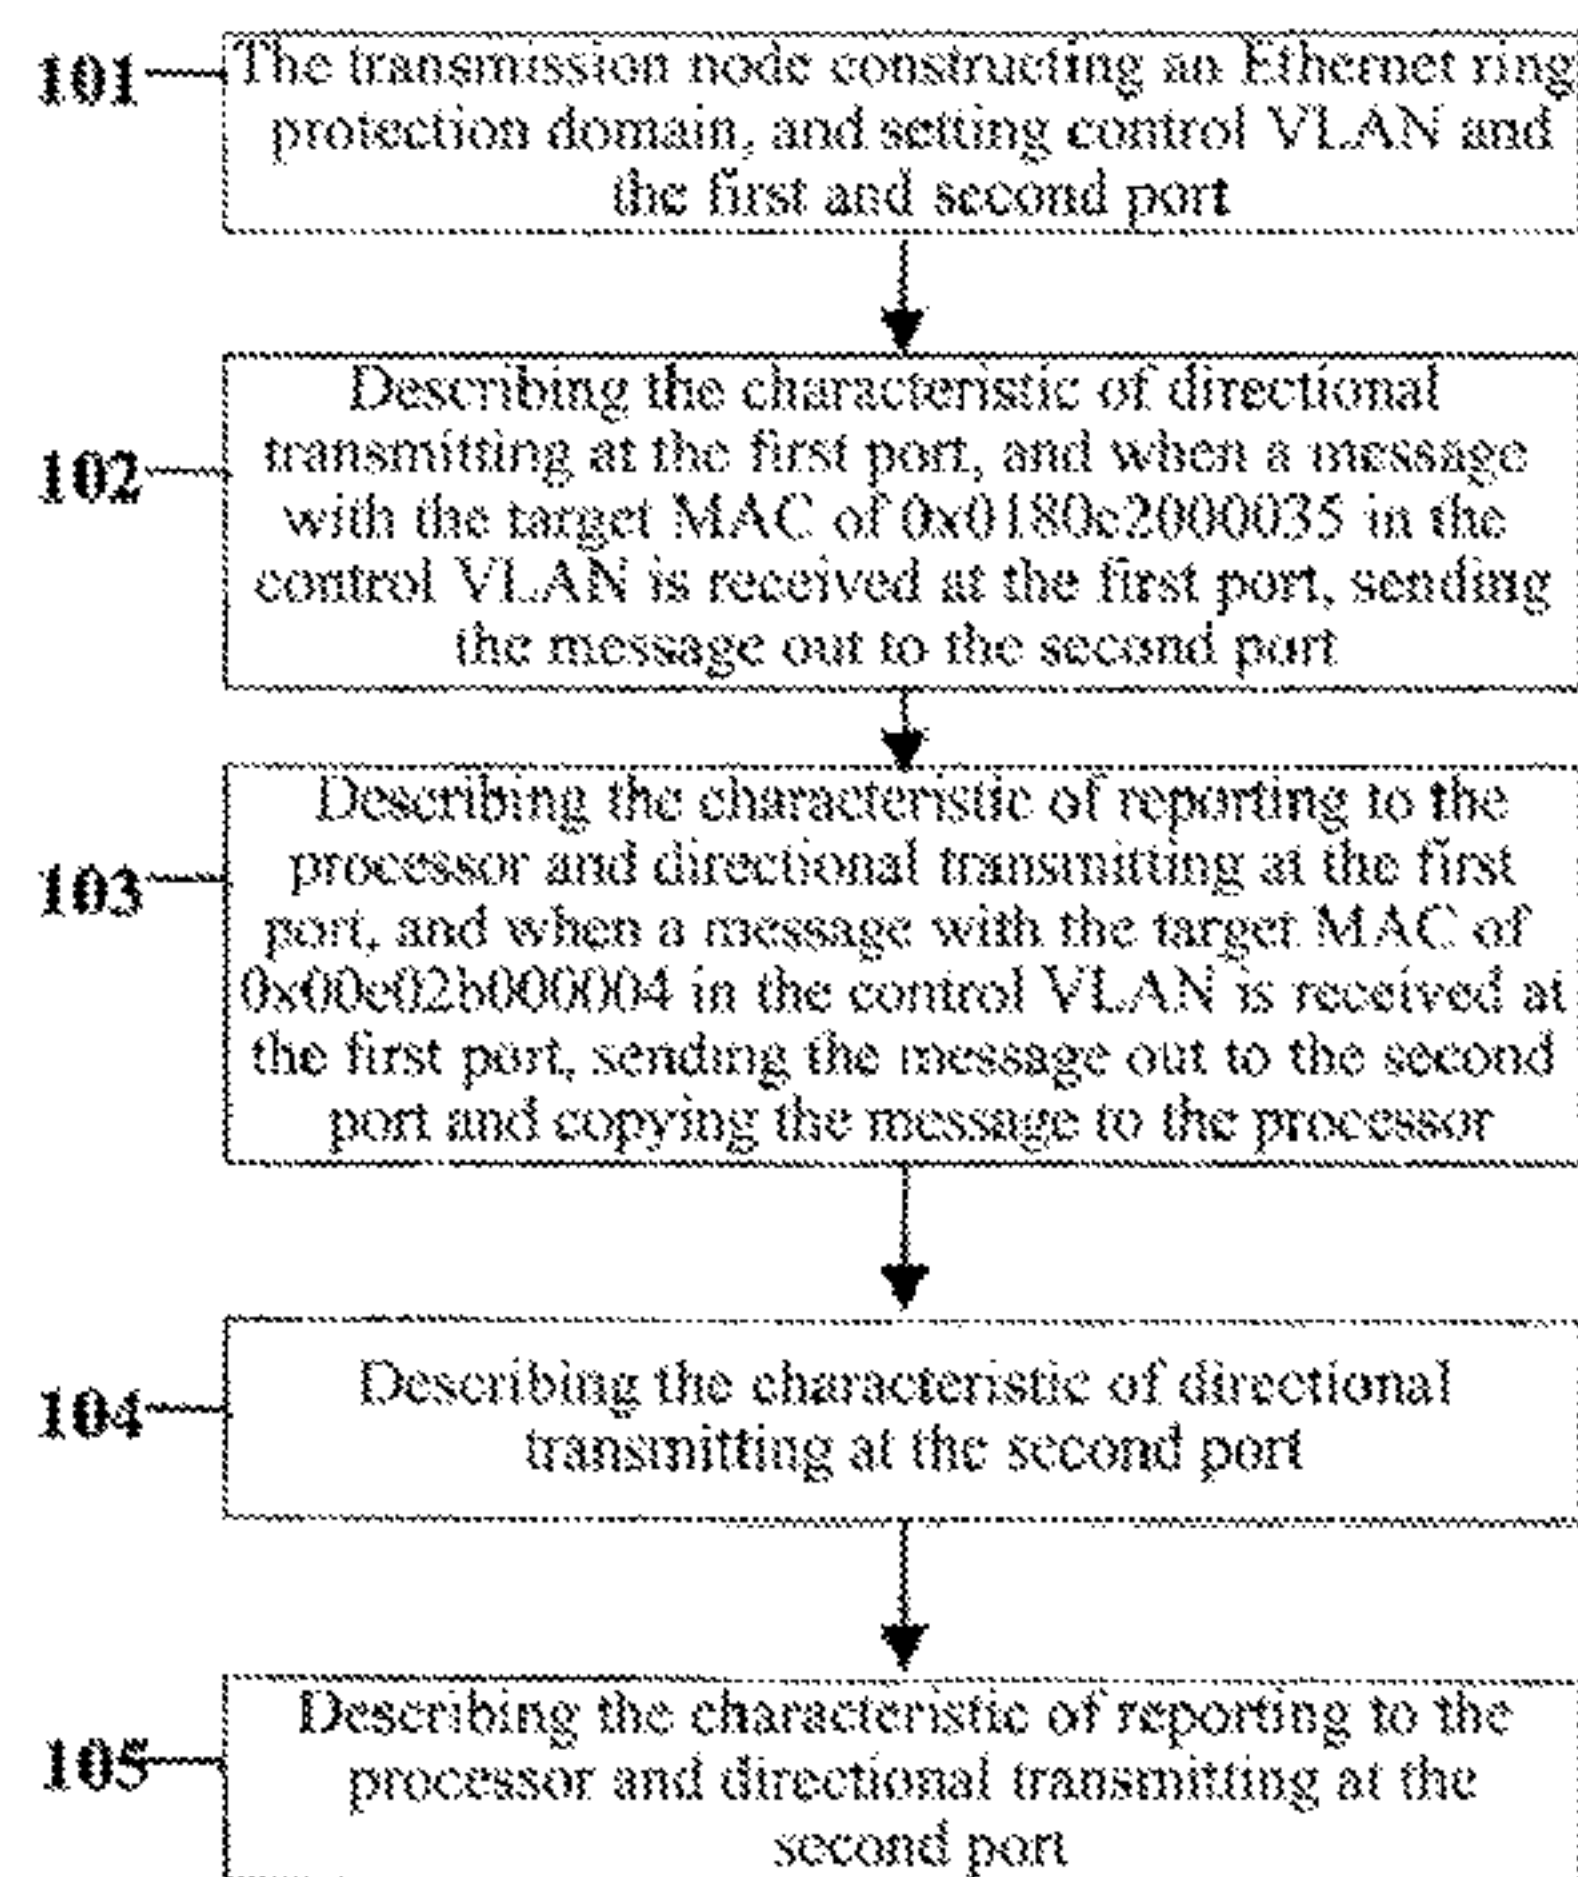 101
The transmission node constructing an Ethernet ring
protection domain, and setting control VLAN and
the first and second port
102
Describing the characteristic of directional
transmitting at the first port, and when a message
with the target MAC of 0x0180c2000035 in the
control VLAN is received at the first port, sending
the message out to the second port
103
Describing the characteristic of reporting to the
processor and directional transmitting at the first
port, and when a message with the target MAC of
0x00e02b000004 in the control VLAN is received at
the first port, sending the message out to the second
port and copying the message to the processor
104
Describing the characteristic of directional
transmitting at the second port
105
Describing the characteristic of reporting to the
processor and directional transmitting at the
second port